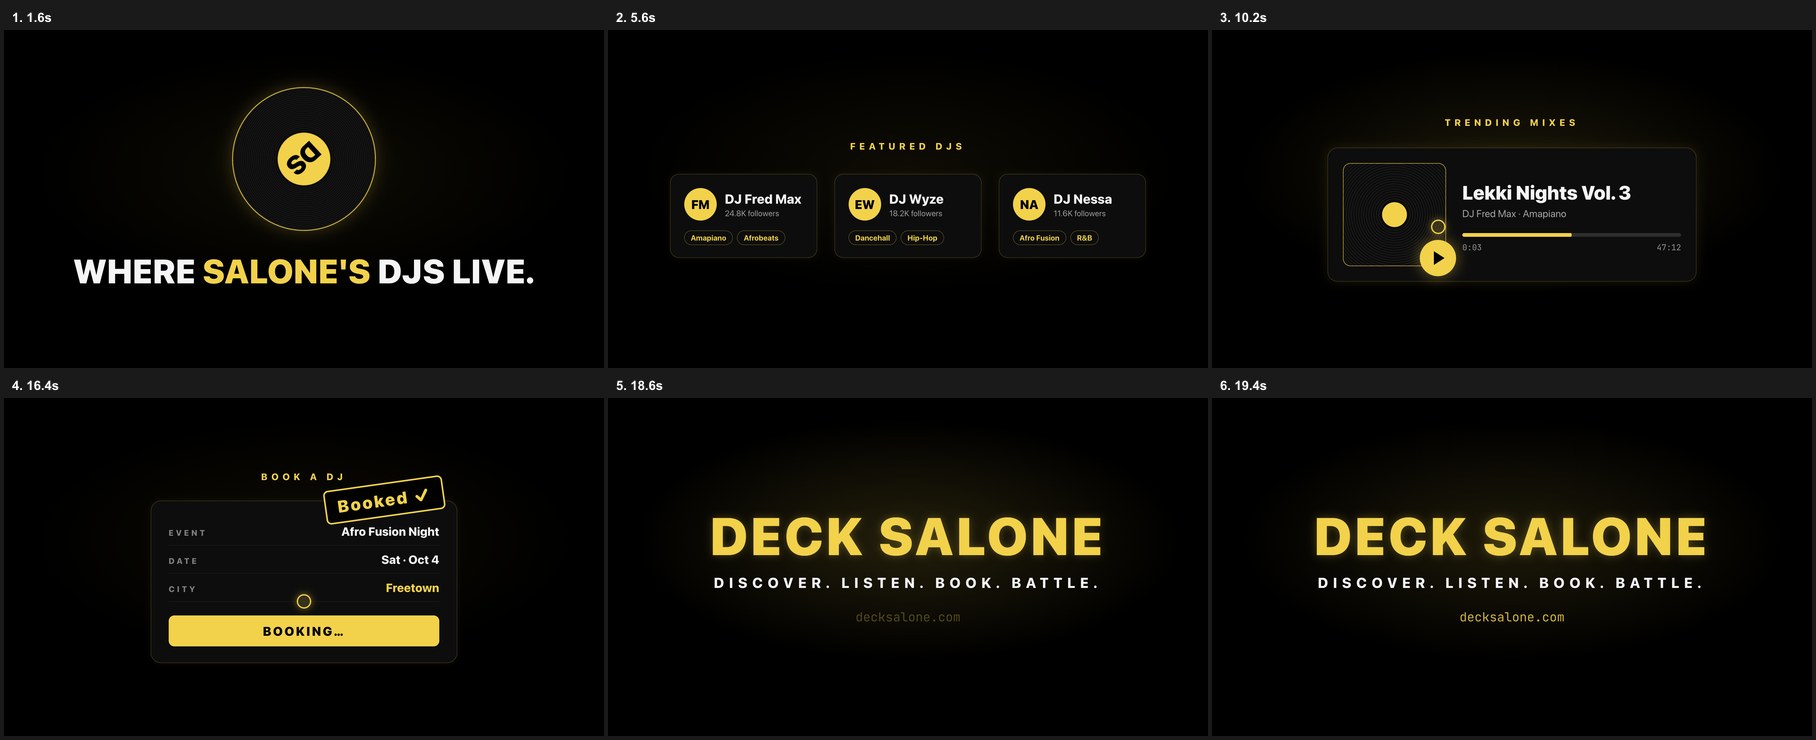 1. 1.6s
DS
WHERE SALONE'S DJS LIVE.
2. 5.6s
FEATURED DJS
FM
DJ Fred Max
24.8K followers
Amapiano
Afrobeats
EW
DJ Wyze
18.2K followers
Dancehall
Hip-Hop
NA
DJ Nessa
11.6K followers
Afro Fusion
R&B
3. 10.2s
TRENDING MIXES
Lekki Nights Vol. 3
DJ Fred Max · Amapiano
0:03
47:12
4. 16.4s
BOOK A DJ
Booked ✓
EVENT
Afro Fusion Night
DATE
Sat · Oct 4
CITY
Freetown
BOOKING…
5. 18.6s
DECK SALONE
DISCOVER. LISTEN. BOOK. BATTLE.
decksalone.com
6. 19.4s
DECK SALONE
DISCOVER. LISTEN. BOOK. BATTLE.
decksalone.com